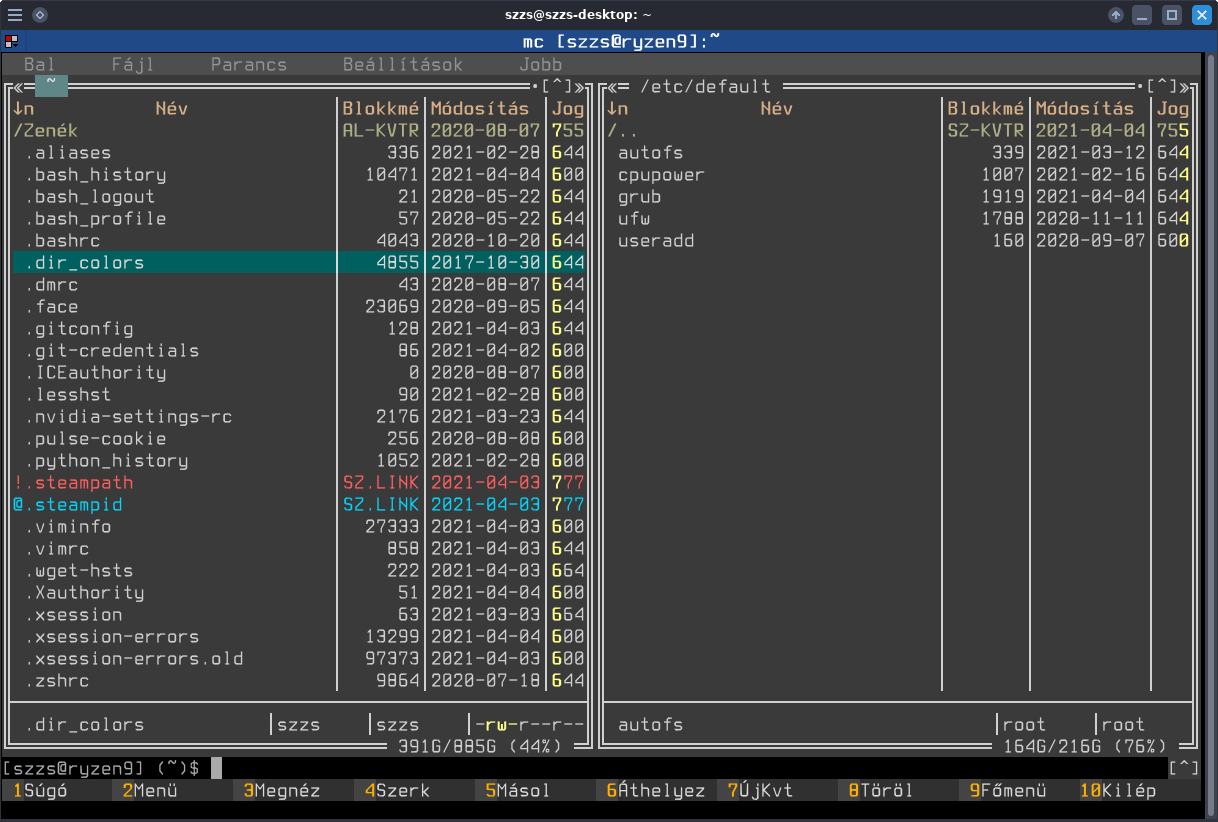 szzs@szzs-desktop: ~
mc [szzs@ryzen9]:~
Bal Fájl Parancs Beállítások Jobb
«═ ~ ═•[^]» «═ /etc/default ═•[^]»
↓n Név Blokkmé Módosítás Jog ↓n Név Blokkmé Módosítás Jog
/Zenék AL-KVTR 2020-08-07 755 /.. SZ-KVTR 2021-04-04 755
.aliases 336 2021-02-28 644 autofs 339 2021-03-12 644
.bash_history 10471 2021-04-04 600 cpupower 1007 2021-02-16 644
.bash_logout 21 2020-05-22 644 grub 1919 2021-04-04 644
.bash_profile 57 2020-05-22 644 ufw 1788 2020-11-11 644
.bashrc 4043 2020-10-20 644 useradd 160 2020-09-07 600
.dir_colors 4855 2017-10-30 644
.dmrc 43 2020-08-07 644
.face 23069 2020-09-05 644
.gitconfig 128 2021-04-03 644
.git-credentials 86 2021-04-02 600
.ICEauthority 0 2020-08-07 600
.lesshst 90 2021-02-28 600
.nvidia-settings-rc 2176 2021-03-23 644
.pulse-cookie 256 2020-08-08 600
.python_history 1052 2021-02-28 600
!.steampath SZ.LINK 2021-04-03 777
@.steampid SZ.LINK 2021-04-03 777
.viminfo 27333 2021-04-03 600
.vimrc 858 2021-04-03 644
.wget-hsts 222 2021-04-03 664
.Xauthority 51 2021-04-04 600
.xsession 63 2021-03-03 664
.xsession-errors 13299 2021-04-04 600
.xsession-errors.old 97373 2021-04-03 600
.zshrc 9864 2020-07-18 644
.dir_colors szzs szzs -rw-r--r-- autofs root root
391G/885G (44%) 164G/216G (76%)
[szzs@ryzen9] (~)$ [^]
1Súgó 2Menü 3Megnéz 4Szerk 5Másol 6Áthelyez 7ÚjKvt 8Töröl 9Főmenü 10Kilép